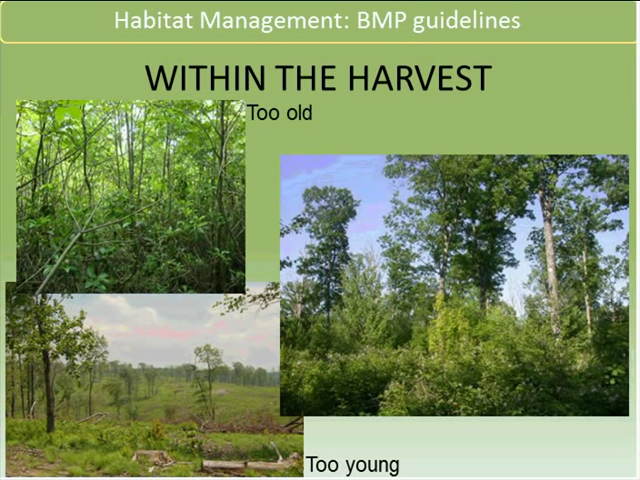 Habitat Management: BMP guidelines
WITHIN THE HARVEST
Too old
Too young